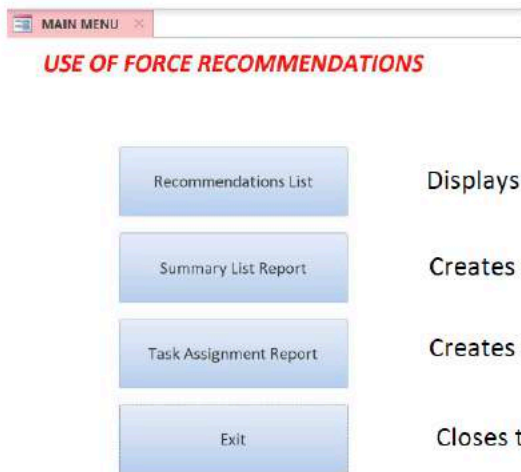 MAIN MENU
USE OF FORCE RECOMMENDATIONS
Recommendations List Displays
Summary List Report Creates
Task Assignment Report Creates
Exit Closes t